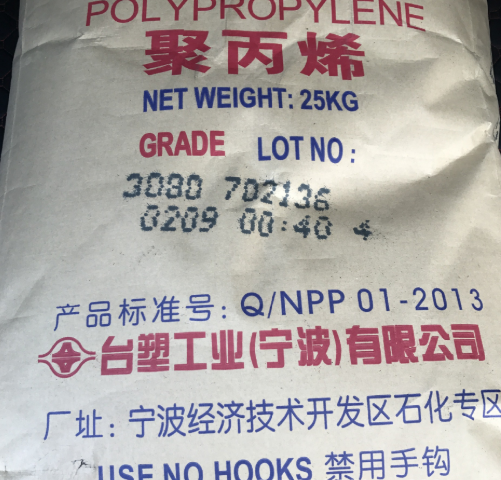 POLYPROPYLENE
聚丙烯
NET WEIGHT: 25KG
GRADE LOT NO :
3080 7D2136
0209 00:40 4
产品标准号: Q/NPP 01-2013
台塑工业(宁波)有限公司
厂址: 宁波经济技术开发区石化专区
USE NO HOOKS 禁用手钩